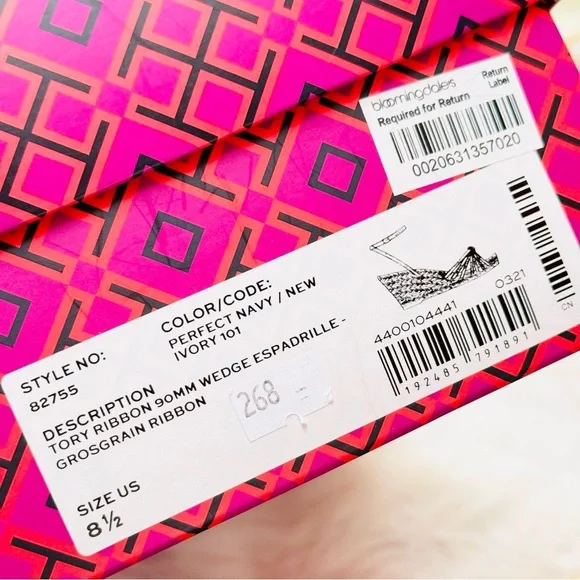 bloomingdales
Return
Label
Required for Return
0020631357020
STYLE NO:
82755
COLOR/CODE:
PERFECT NAVY / NEW
IVORY 101
DESCRIPTION
TORY RIBBON 90MM WEDGE ESPADRILLE -
GROSGRAIN RIBBON
268
SIZE US
8½
4400104441
0321
192485 791891
CN